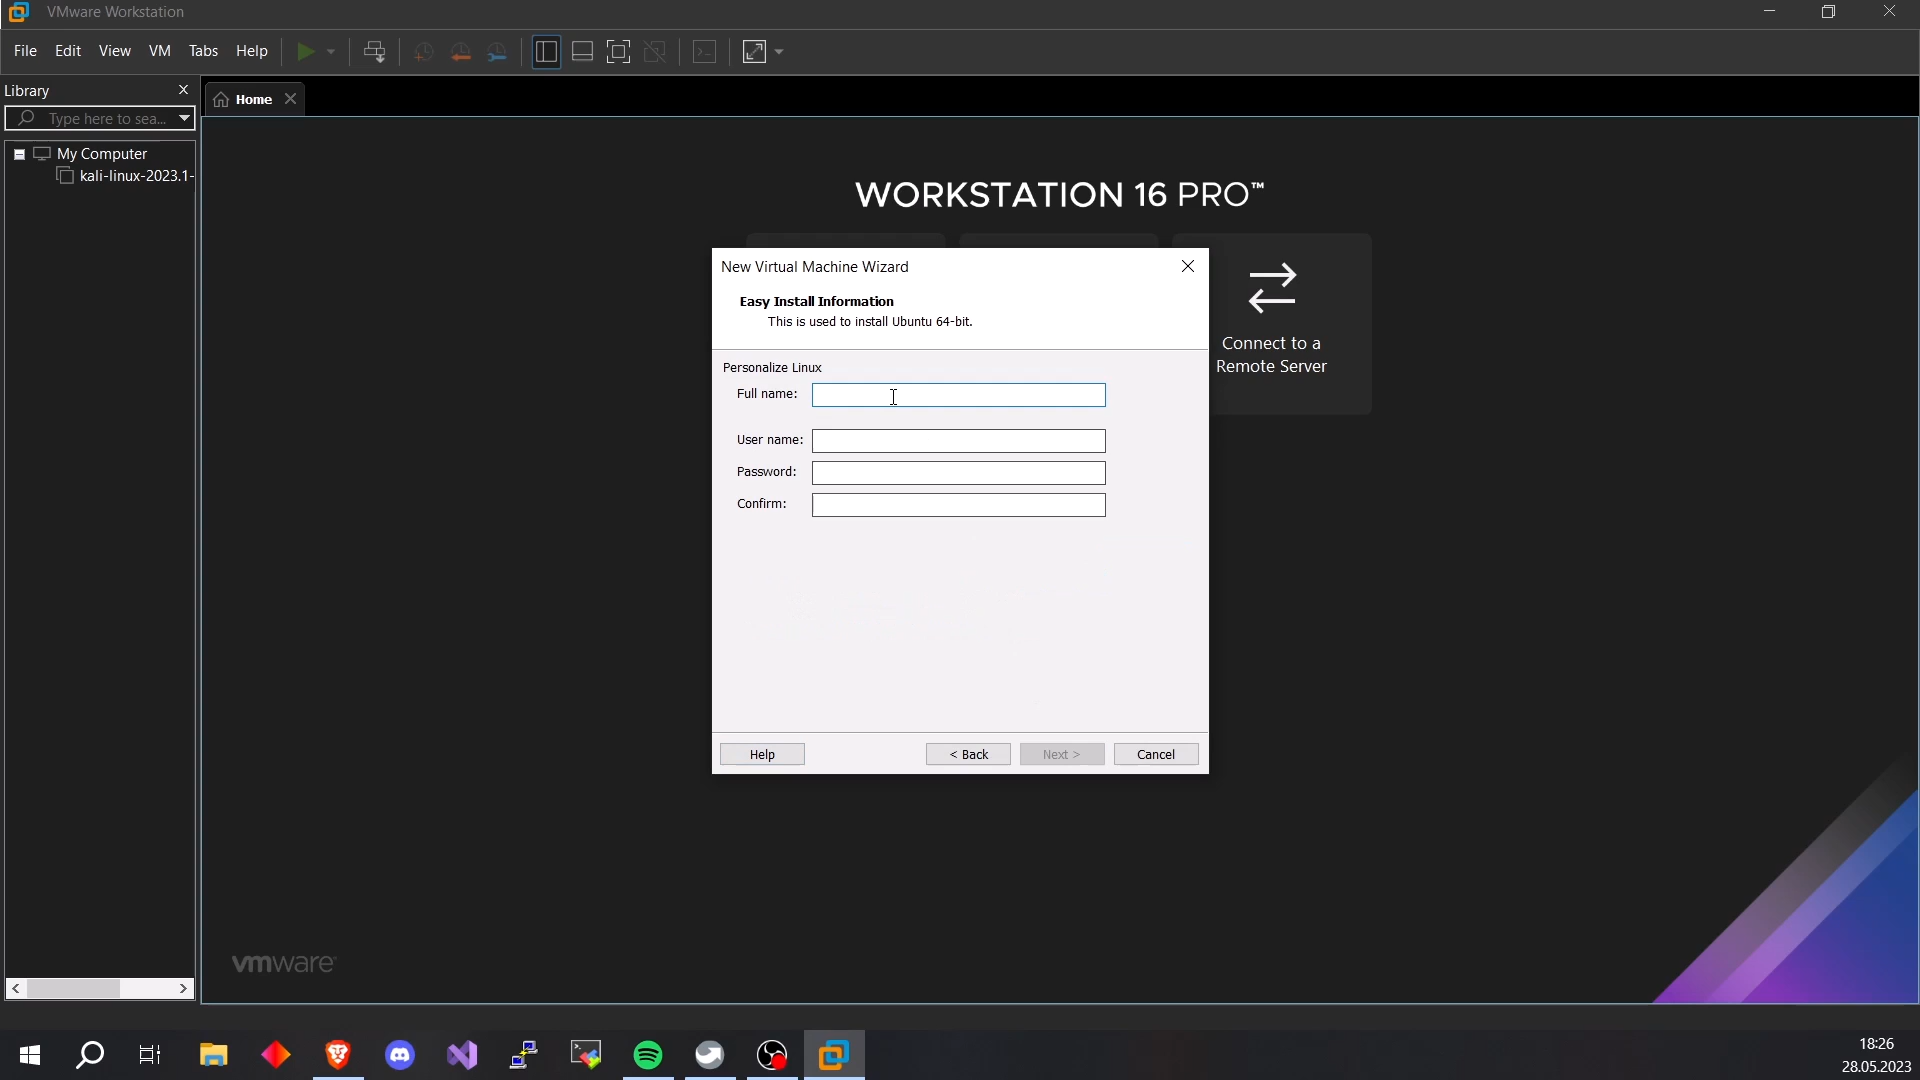 VMware Workstation
File Edit View VM Tabs Help
Library
Type here to sea...
Home
My Computer
kali-linux-2023.1-
WORKSTATION 16 PRO™
Connect to a
Remote Server
New Virtual Machine Wizard
Easy Install Information
This is used to install Ubuntu 64-bit.
Personalize Linux
Full name:
User name:
Password:
Confirm:
Help < Back Next > Cancel
vmware
18:26
28.05.2023